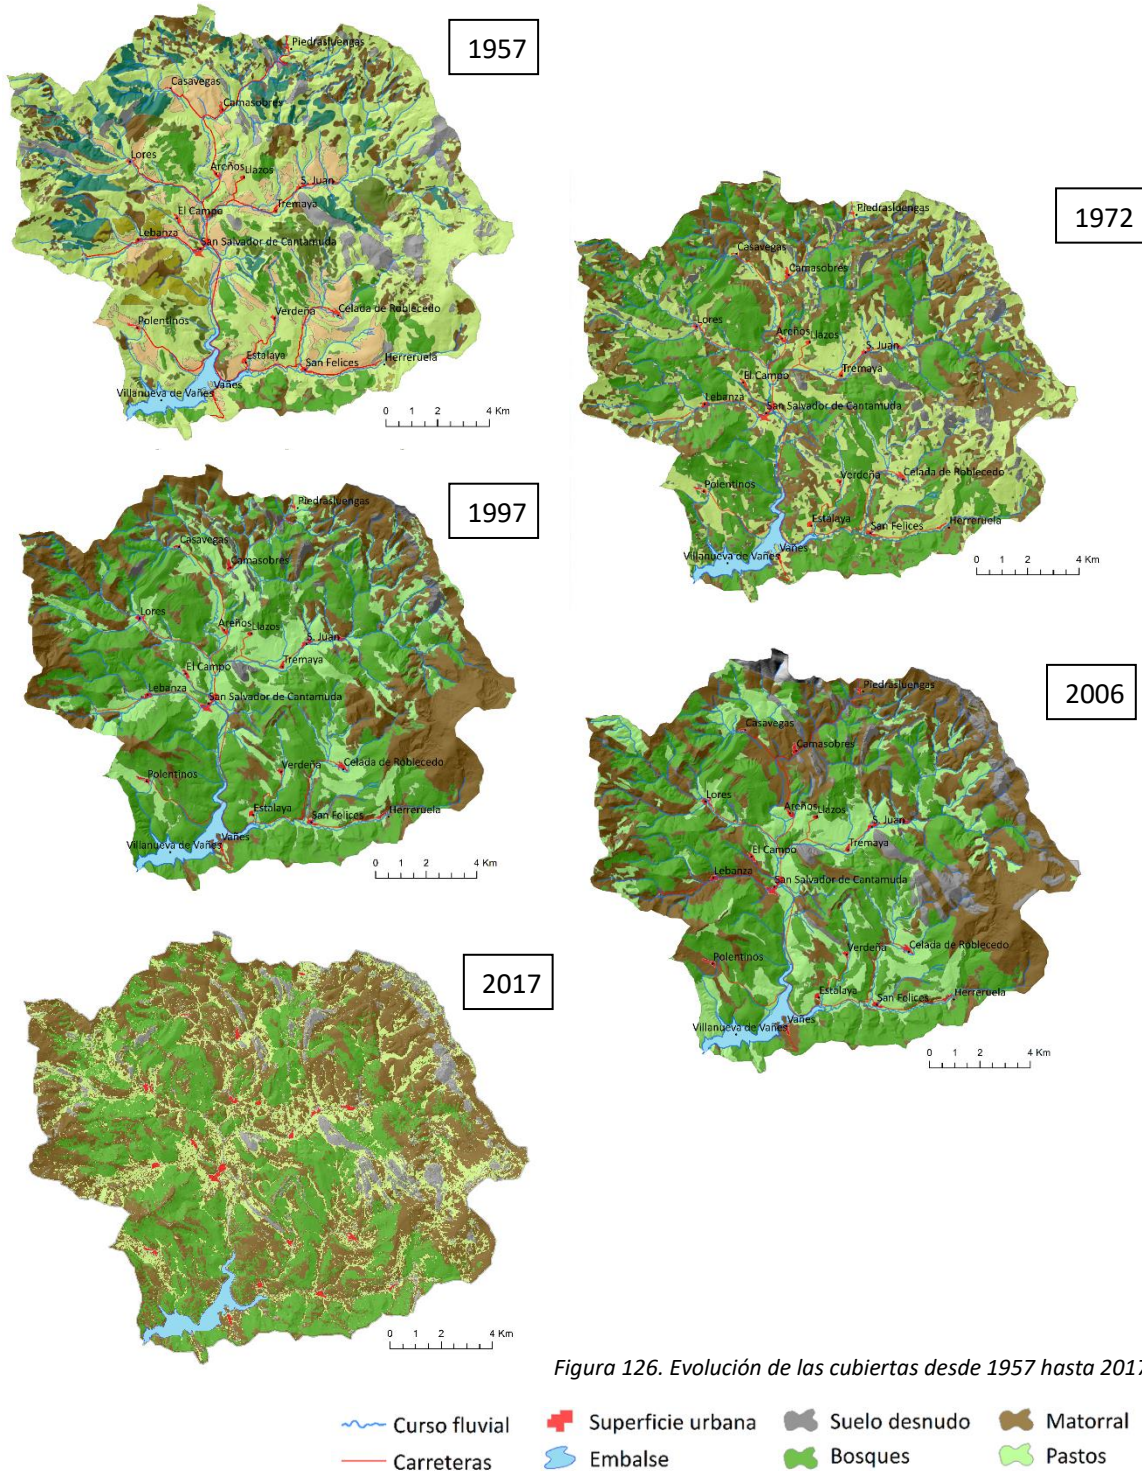 1957
Piedrasluengas
Casavegas
Camasobres
Lores
Areños
Llazos
S. Juan
El Campo
Tremaya
Lebanza
San Salvador de Cantamuda
Polentinos
Verdeña
Celada de Roblecedo
Estalaya
San Felices
Herreruela
Vañes
Villanueva de Vañes
0 1 2 4 Km
1972
Piedrasluengas
Casavegas
Camasobres
Lores
Areños
Llazos
S. Juan
El Campo
Tremaya
Lebanza
San Salvador de Cantamuda
Polentinos
Verdeña
Celada de Roblecedo
Estalaya
San Felices
Herreruela
Vañes
Villanueva de Vañes
0 1 2 4 Km
1997
Piedrasluengas
Casavegas
Camasobres
Lores
Areños
Llazos
S. Juan
El Campo
Tremaya
Lebanza
San Salvador de Cantamuda
Polentinos
Verdeña
Celada de Roblecedo
Estalaya
San Felices
Herreruela
Vañes
Villanueva de Vañes
0 1 2 4 Km
2006
Piedrasluengas
Casavegas
Camasobres
Lores
Areños
Llazos
S. Juan
El Campo
Tremaya
Lebanza
San Salvador de Cantamuda
Polentinos
Verdeña
Celada de Roblecedo
Estalaya
San Felices
Herreruela
Vañes
Villanueva de Vañes
0 1 2 4 Km
2017
0 1 2 4 Km
Figura 126. Evolución de las cubiertas desde 1957 hasta 2017
Curso fluvial
Superficie urbana
Suelo desnudo
Matorral
Carreteras
Embalse
Bosques
Pastos